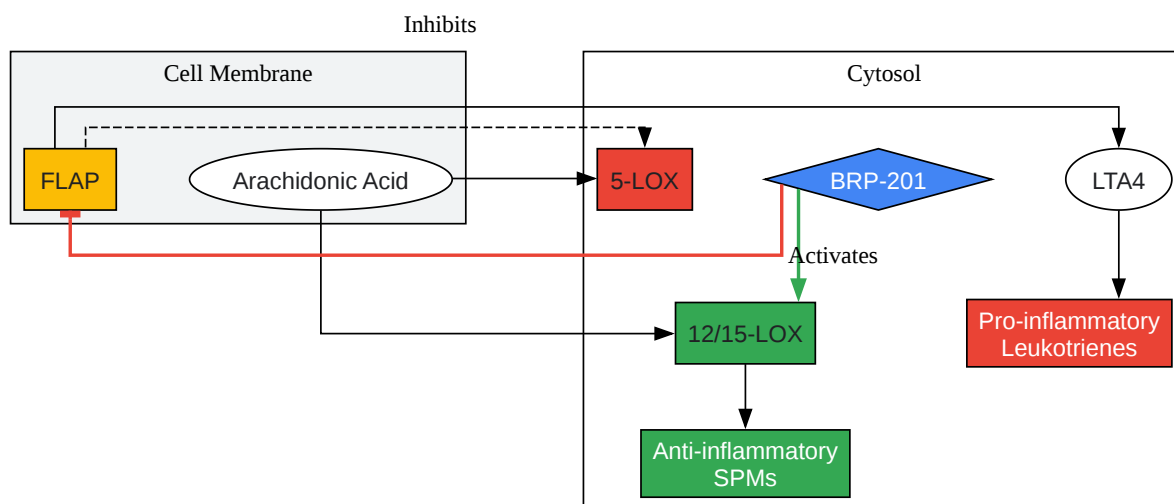 Inhibits
Cell Membrane
Cytosol
FLAP
Arachidonic Acid
5-LOX
BRP-201
LTA4
Activates
12/15-LOX
Pro-inflammatory
Leukotrienes
Anti-inflammatory
SPMs